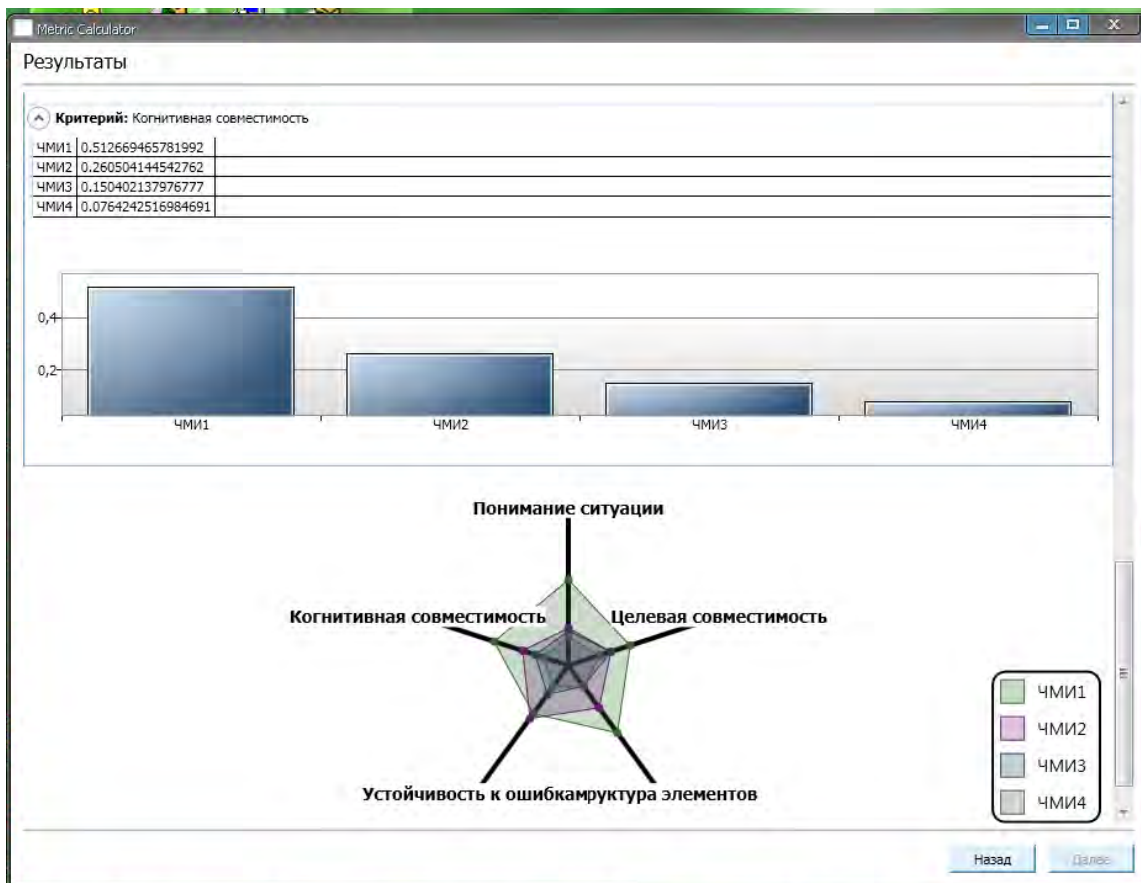 Metric Calculator
Результаты
Критерий: Когнитивная совместимость
ЧМИ1 0.512669465781992
ЧМИ2 0.260504144542762
ЧМИ3 0.150402137976777
ЧМИ4 0.0764242516984691
0,4
0,2
ЧМИ1 ЧМИ2 ЧМИ3 ЧМИ4
Понимание ситуации
Когнитивная совместимость Целевая совместимость
Устойчивость к ошибкамруктура элементов
ЧМИ1
ЧМИ2
ЧМИ3
ЧМИ4
Назад Далее